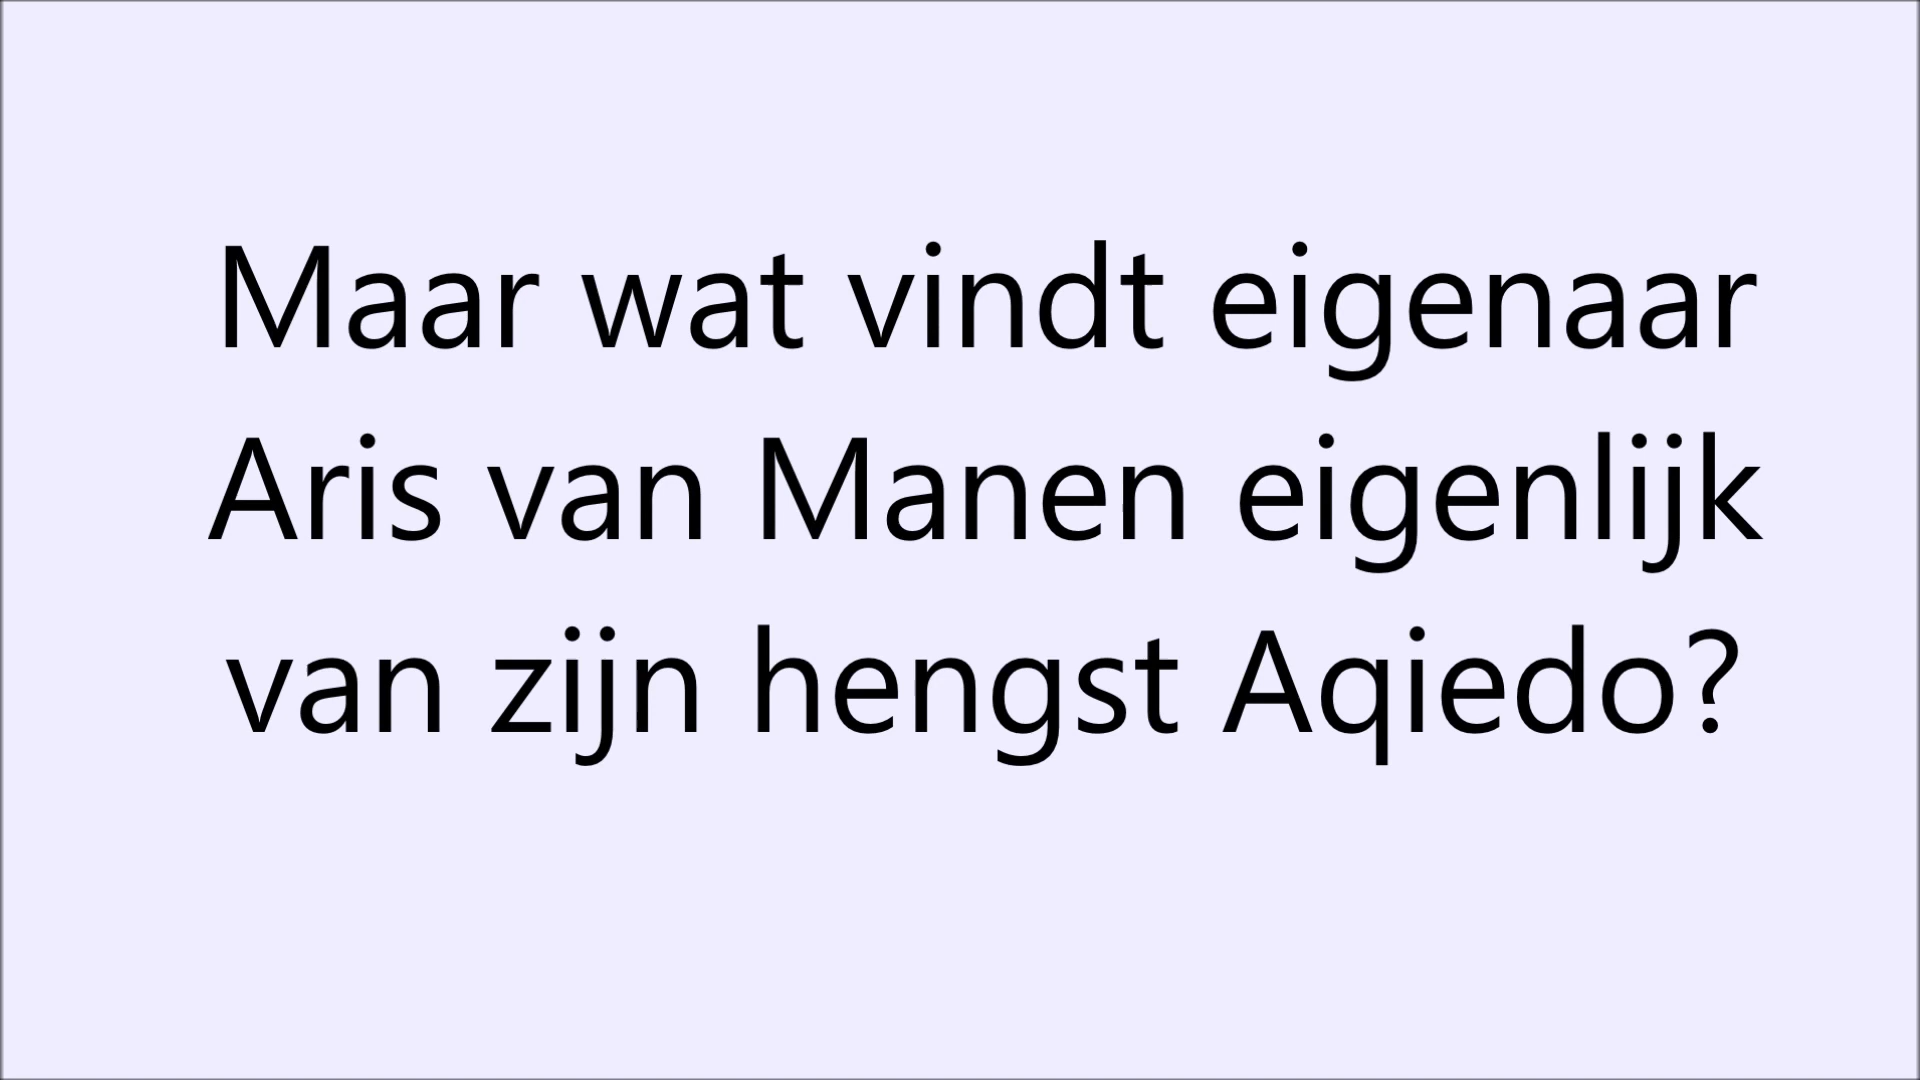 Maar wat vindt eigenaar
Aris van Manen eigenlijk
van zijn hengst Aqiedo?